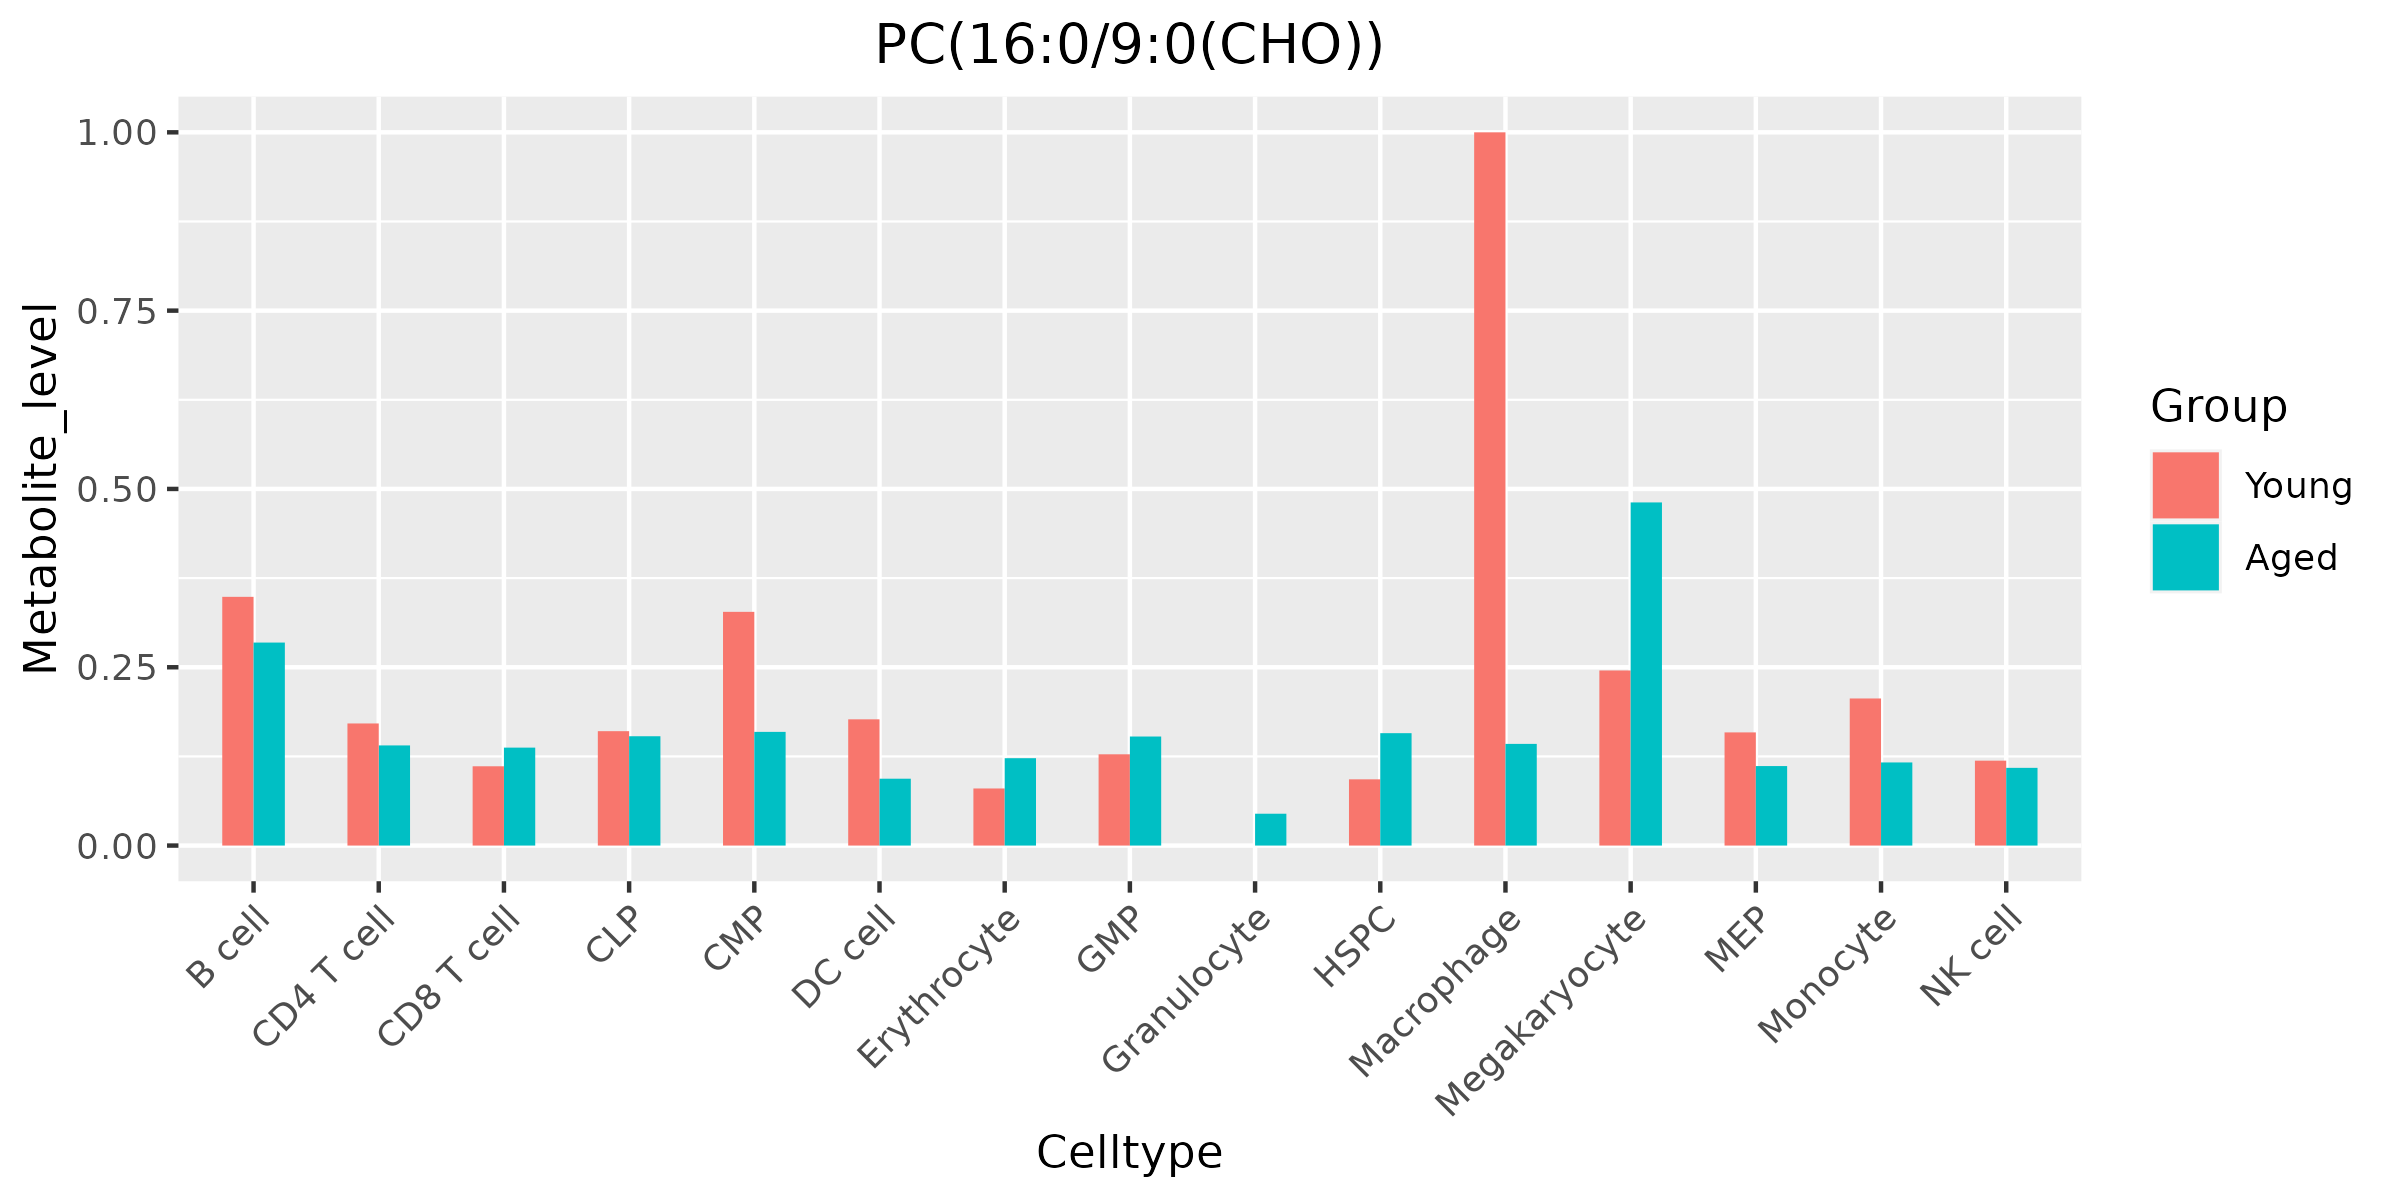 PC(16:0/9:0(CHO))
Metabolite_level
1.00
0.75
0.50
0.25
0.00
B cell
CD4 T cell
CD8 T cell
CLP
CMP
DC cell
Erythrocyte
GMP
Granulocyte
HSPC
Macrophage
Megakaryocyte
MEP
Monocyte
NK cell
Celltype
Group
Young
Aged